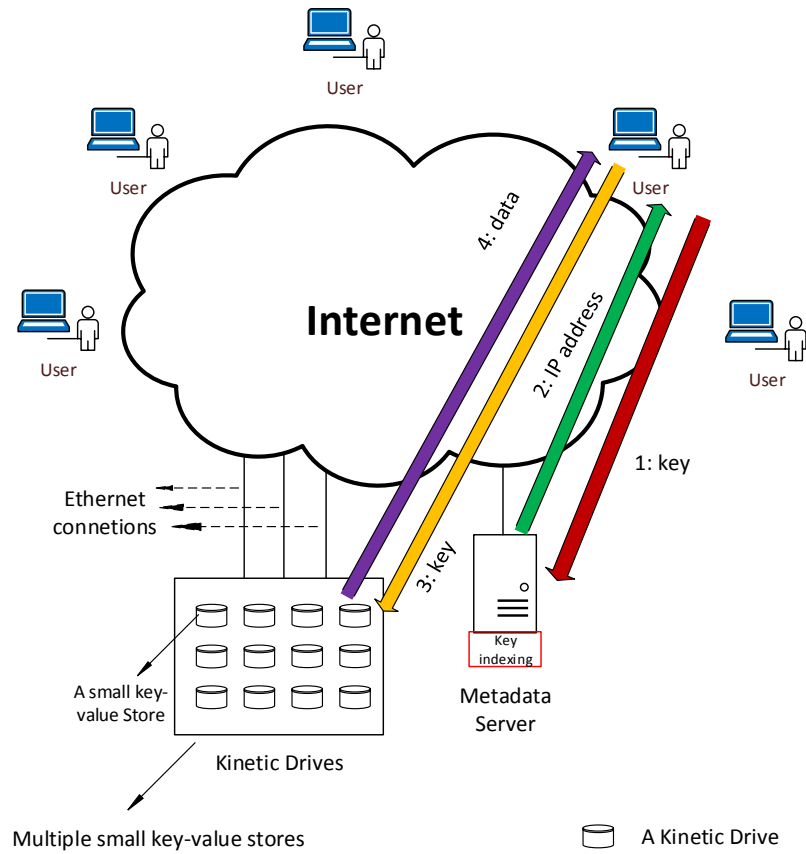 User
User
User
User
User
Internet
4: data
2: IP address
1: key
3: key
Ethernet
connetions
Key
indexing
A small key-
value Store
Metadata
Server
Kinetic Drives
Multiple small key-value stores
A Kinetic Drive